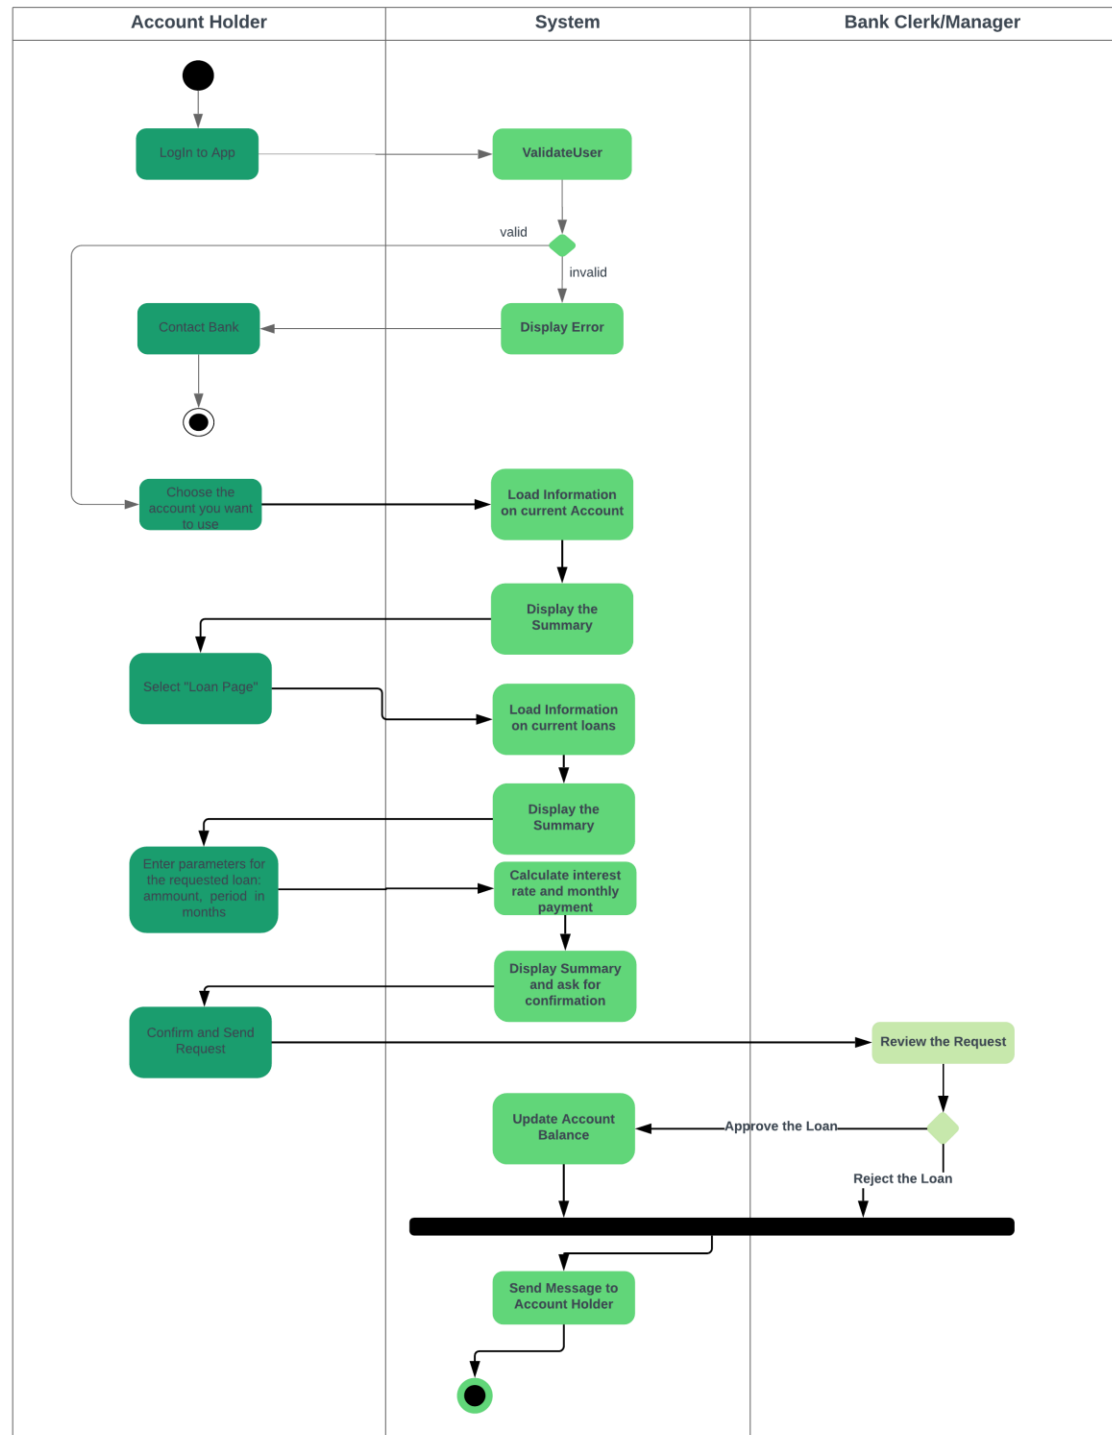 Account Holder
System
Bank Clerk/Manager
LogIn to App
ValidateUser
valid
invalid
Contact Bank
Display Error
Choose the
account you want
to use
Load Information
on current Account
Display the
Summary
Select "Loan Page"
Load Information
on current loans
Display the
Summary
Enter parameters for
the requested loan:
ammount, period in
months
Calculate interest
rate and monthly
payment
Display Summary
and ask for
confirmation
Confirm and Send
Request
Review the Request
Update Account
Balance
Approve the Loan
Reject the Loan
Send Message to
Account Holder